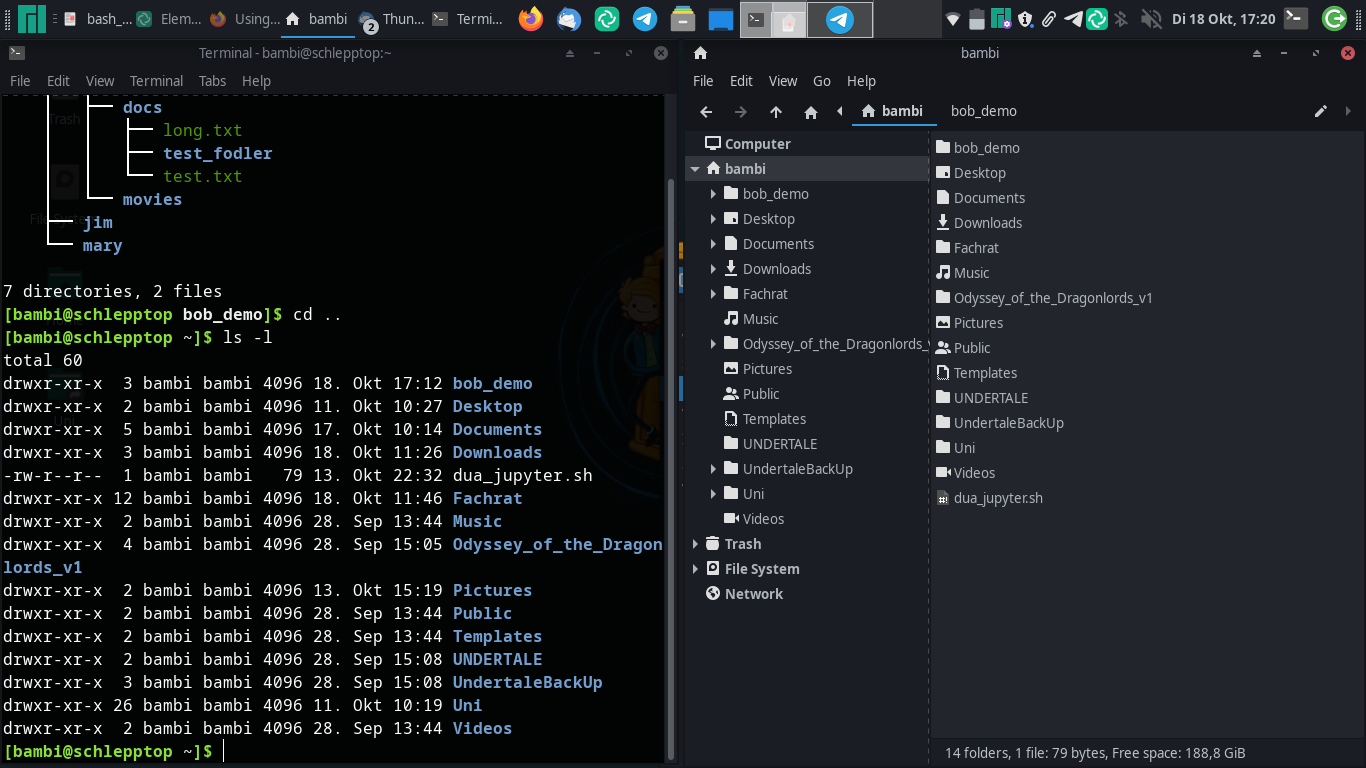 bash_...
Elem...
Using...
bambi
Thun...
2
Termi...
Di 18 Okt, 17:20
Terminal - bambi@schlepptop:~
File Edit View Terminal Tabs Help
docs
long.txt
test_fodler
test.txt
movies
jim
mary
7 directories, 2 files
[bambi@schlepptop bob_demo]$ cd ..
[bambi@schlepptop ~]$ ls -l
total 60
drwxr-xr-x  3 bambi bambi 4096 18. Okt 17:12 bob_demo
drwxr-xr-x  2 bambi bambi 4096 11. Okt 10:27 Desktop
drwxr-xr-x  5 bambi bambi 4096 17. Okt 10:14 Documents
drwxr-xr-x  3 bambi bambi 4096 18. Okt 11:26 Downloads
-rw-r--r--  1 bambi bambi   79 13. Okt 22:32 dua_jupyter.sh
drwxr-xr-x 12 bambi bambi 4096 18. Okt 11:46 Fachrat
drwxr-xr-x  2 bambi bambi 4096 28. Sep 13:44 Music
drwxr-xr-x  4 bambi bambi 4096 28. Sep 15:05 Odyssey_of_the_Dragon
lords_v1
drwxr-xr-x  2 bambi bambi 4096 13. Okt 15:19 Pictures
drwxr-xr-x  2 bambi bambi 4096 28. Sep 13:44 Public
drwxr-xr-x  2 bambi bambi 4096 28. Sep 13:44 Templates
drwxr-xr-x  2 bambi bambi 4096 28. Sep 15:08 UNDERTALE
drwxr-xr-x  3 bambi bambi 4096 28. Sep 15:08 UndertaleBackUp
drwxr-xr-x 26 bambi bambi 4096 11. Okt 10:19 Uni
drwxr-xr-x  2 bambi bambi 4096 28. Sep 13:44 Videos
[bambi@schlepptop ~]$
Trash
bambi
File Edit View Go Help
bambi
bob_demo
Computer
bambi
bob_demo
Desktop
Documents
Downloads
Fachrat
Music
Odyssey_of_the_Dragonlords_v
Pictures
Public
Templates
UNDERTALE
UndertaleBackUp
Uni
Videos
Trash
File System
Network
bob_demo
Desktop
Documents
Downloads
Fachrat
Music
Odyssey_of_the_Dragonlords_v1
Pictures
Public
Templates
UNDERTALE
UndertaleBackUp
Uni
Videos
dua_jupyter.sh
14 folders, 1 file: 79 bytes, Free space: 188,8 GiB